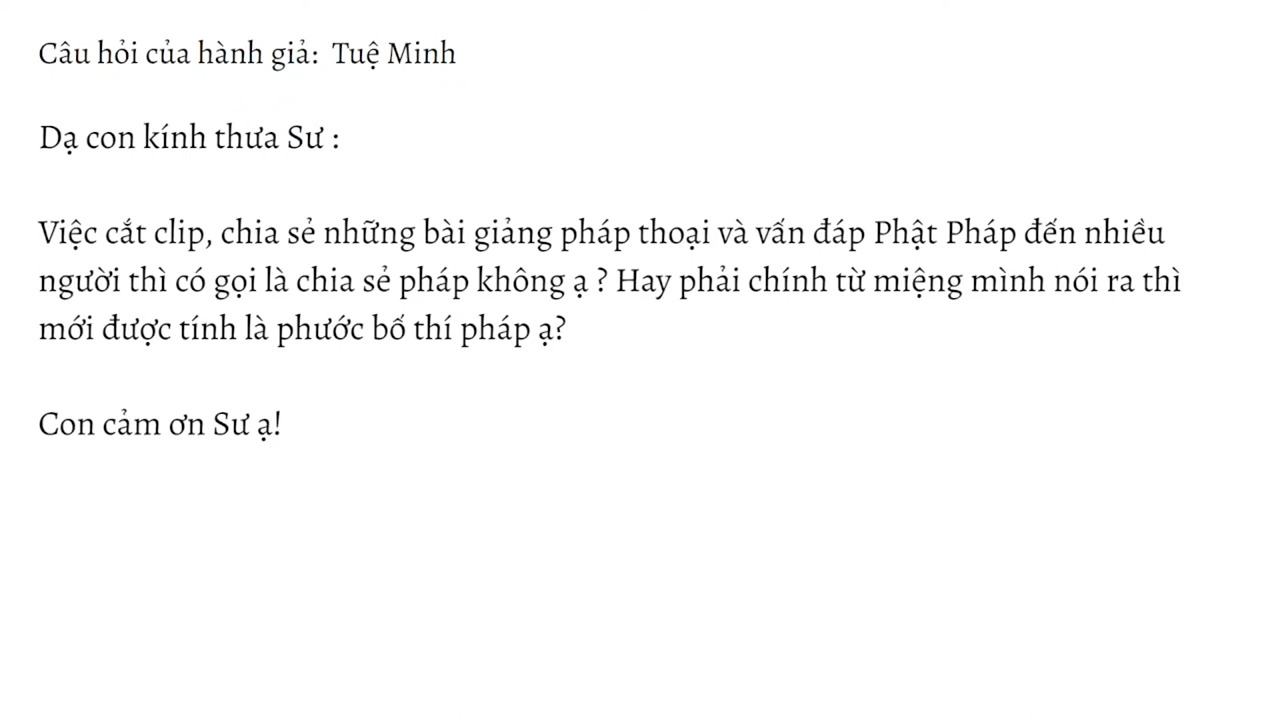 Câu hỏi của hành giả: Tuệ Minh
Dạ con kính thưa Sư :
Việc cắt clip, chia sẻ những bài giảng pháp thoại và vấn đáp Phật Pháp đến nhiều
người thì có gọi là chia sẻ pháp không ạ ? Hay phải chính từ miệng mình nói ra thì
mới được tính là phước bố thí pháp ạ?
Con cảm ơn Sư ạ!